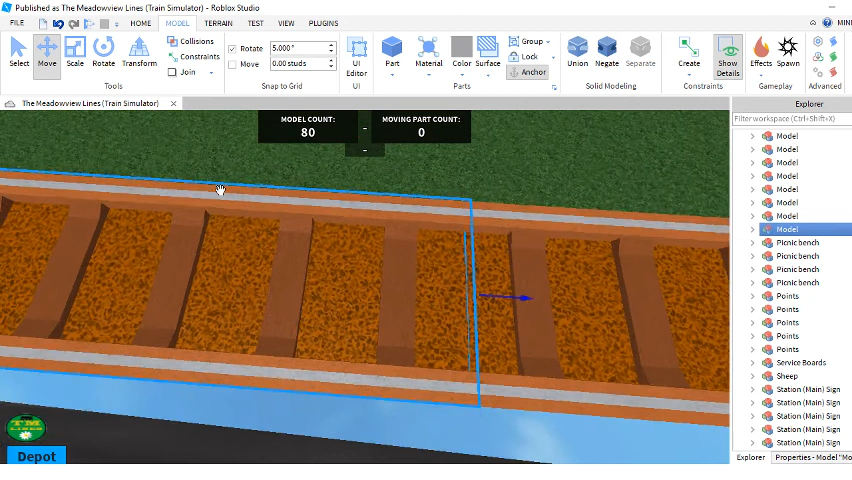 Published as The Meadowview Lines (Train Simulator) - Roblox Studio
FILE HOME MODEL TERRAIN TEST VIEW PLUGINS
Select Move Scale Rotate Transform
Collisions
Constraints
Join
Tools
Rotate 5.000°
Move 0.00 studs
Snap to Grid
UI Editor
UI
Part Material Color Surface
Group
Lock
Anchor
Parts
Union Negate Separate
Solid Modeling
Create Show Details
Constraints
Effects Spawn
Gameplay
Advanced
The Meadowview Lines (Train Simulator)
MODEL COUNT:
80
-
MOVING PART COUNT:
0
-
TM
LINES
Depot
Explorer
Filter workspace (Ctrl+Shift+X)
Model
Model
Model
Model
Model
Model
Model
Model
Picnic bench
Picnic bench
Picnic bench
Picnic bench
Points
Points
Points
Points
Points
Service Boards
Sheep
Station (Main) Sign
Station (Main) Sign
Station (Main) Sign
Station (Main) Sign
Station (Main) Sign
Explorer Properties - Model "Mo